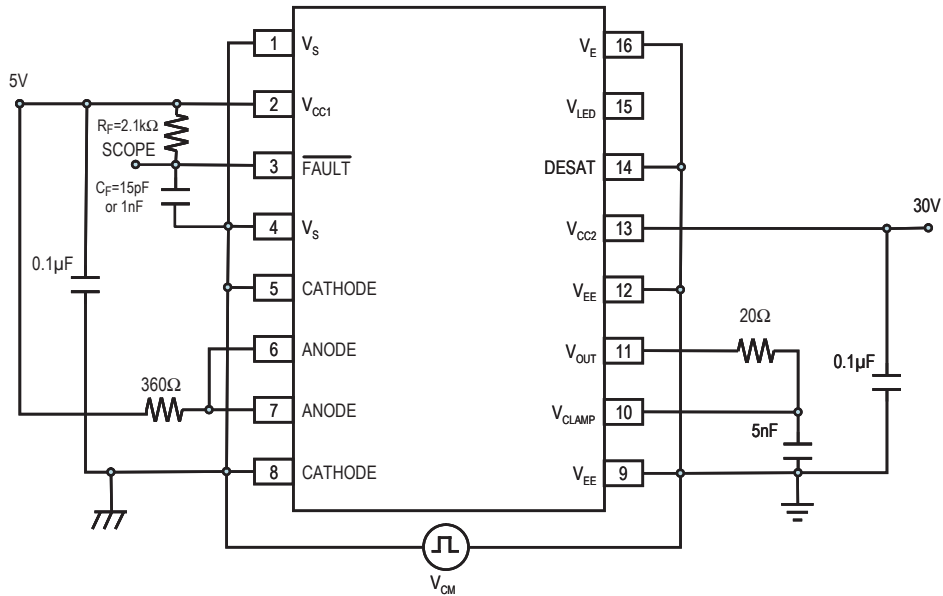 1 V_S
2 V_CC1
3 FAULT
4 V_S
5 CATHODE
6 ANODE
7 ANODE
8 CATHODE
V_E 16
V_LED 15
DESAT 14
V_CC2 13
V_EE 12
V_OUT 11
V_CLAMP 10
V_EE 9
5V
R_F=2.1kΩ
SCOPE
C_F=15pF
or 1nF
0.1µF
360Ω
30V
20Ω
0.1µF
5nF
V_CM